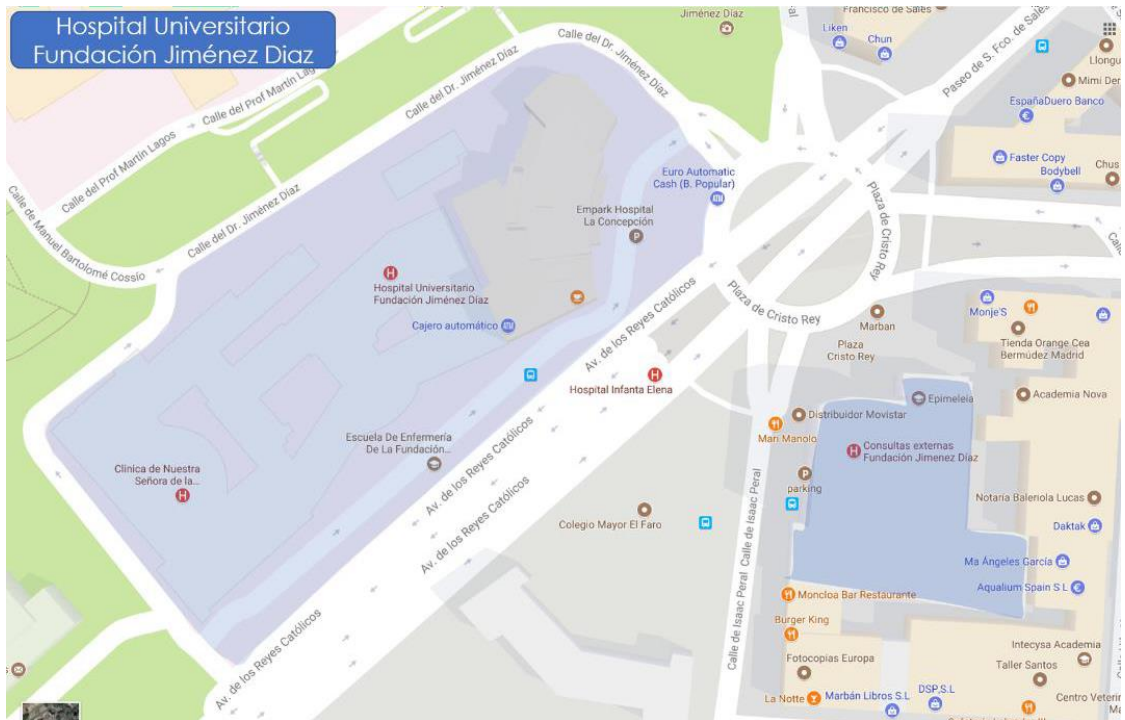 Hospital Universitario
Fundación Jiménez Diaz
Jiménez Díaz
Francisco de Sales
Liken
Chun
Paseo de S. Fco. de Sales
Llongu
Mimi Der
EspañaDuero Banco
Faster Copy
Bodybell
Chus
Calle del Dr. Jiménez Díaz
Calle del Dr. Jiménez Díaz
Calle del Prof Martín Lagos
Calle del Prof Martín Lagos
Calle del Dr. Jiménez Díaz
Calle de Manuel Bartolomé Cossío
Euro Automatic
Cash (B. Popular)
Empark Hospital
La Concepción
P
Plaza de Cristo Rey
Plaza de Cristo Rey
H
Hospital Universitario
Fundación Jiménez Díaz
Cajero automático
Av. de los Reyes Católicos
Marban
Plaza
Cristo Rey
Monje'S
Tienda Orange Cea
Bermúdez Madrid
H
Hospital Infanta Elena
Epimeleia
Academia Nova
Distribuidor Movistar
Mari Manolo
H
Consultas externas
Fundación Jimenez Díaz
Escuela De Enfermería
De La Fundación...
Av. de los Reyes Católicos
Clínica de Nuestra
Señora de la...
H
P
parking
Notaría Baleriola Lucas
Colegio Mayor El Faro
Daktak
Av. de los Reyes Católicos
Calle de Isaac Peral
Calle de Isaac Peral
Ma Ángeles García
Aqualium Spain S L
Moncloa Bar Restaurante
Burger King
Av. de los Reyes Católicos
Intecysa Academia
Fotocopias Europa
Taller Santos
La Notte
Marbán Libros S.L
DSP,S.L
Centro Veterin